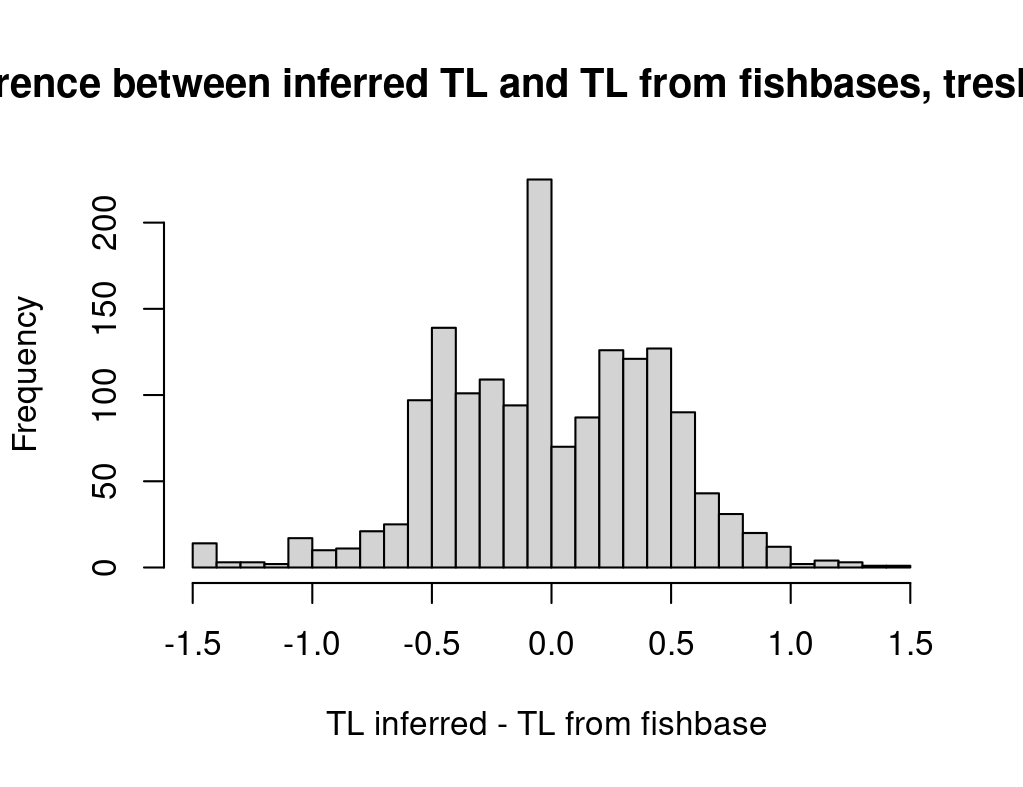 rence between inferred TL and TL from fishbases, tresh
Frequency
200
150
100
50
0
-1.5 -1.0 -0.5 0.0 0.5 1.0 1.5
TL inferred - TL from fishbase